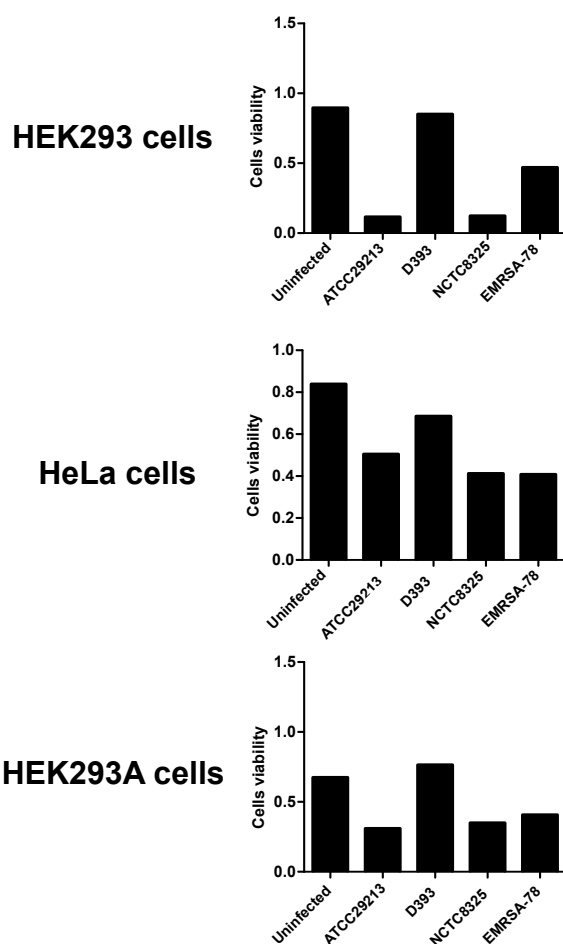 HEK293 cells
Cells viability
1.5
1.0
0.5
0.0
Uninfected
ATCC29213
D393
NCTC8325
EMRSA-78
HeLa cells
Cells viability
1.0
0.8
0.6
0.4
0.2
0.0
Uninfected
ATCC29213
D393
NCTC8325
EMRSA-78
HEK293A cells
Cells viability
1.5
1.0
0.5
0.0
Uninfected
ATCC29213
D393
NCTC8325
EMRSA-78